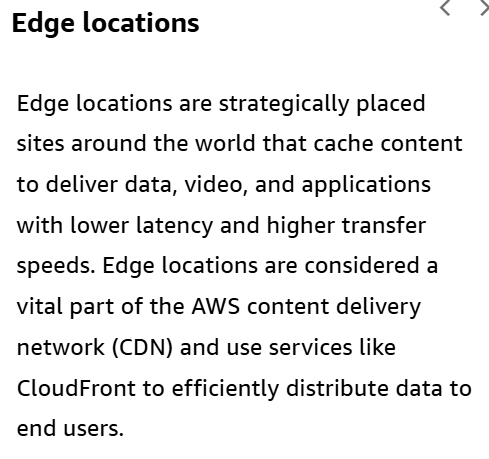 Edge locations
Edge locations are strategically placed
sites around the world that cache content
to deliver data, video, and applications
with lower latency and higher transfer
speeds. Edge locations are considered a
vital part of the AWS content delivery
network (CDN) and use services like
CloudFront to efficiently distribute data to
end users.